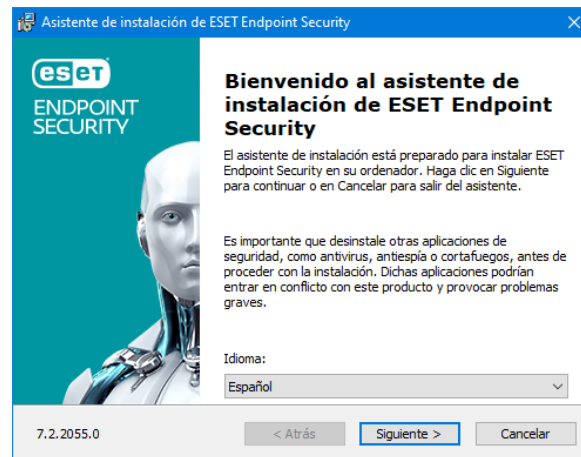 Asistente de instalación de ESET Endpoint Security
eseT
ENDPOINT
SECURITY
Bienvenido al asistente de
instalación de ESET Endpoint
Security
El asistente de instalación está preparado para instalar ESET
Endpoint Security en su ordenador. Haga clic en Siguiente
para continuar o en Cancelar para salir del asistente.
Es importante que desinstale otras aplicaciones de
seguridad, como antivirus, antiespía o cortafuegos, antes de
proceder con la instalación. Dichas aplicaciones podrían
entrar en conflicto con este producto y provocar problemas
graves.
Idioma:
Español
7.2.2055.0
< Atrás
Siguiente >
Cancelar